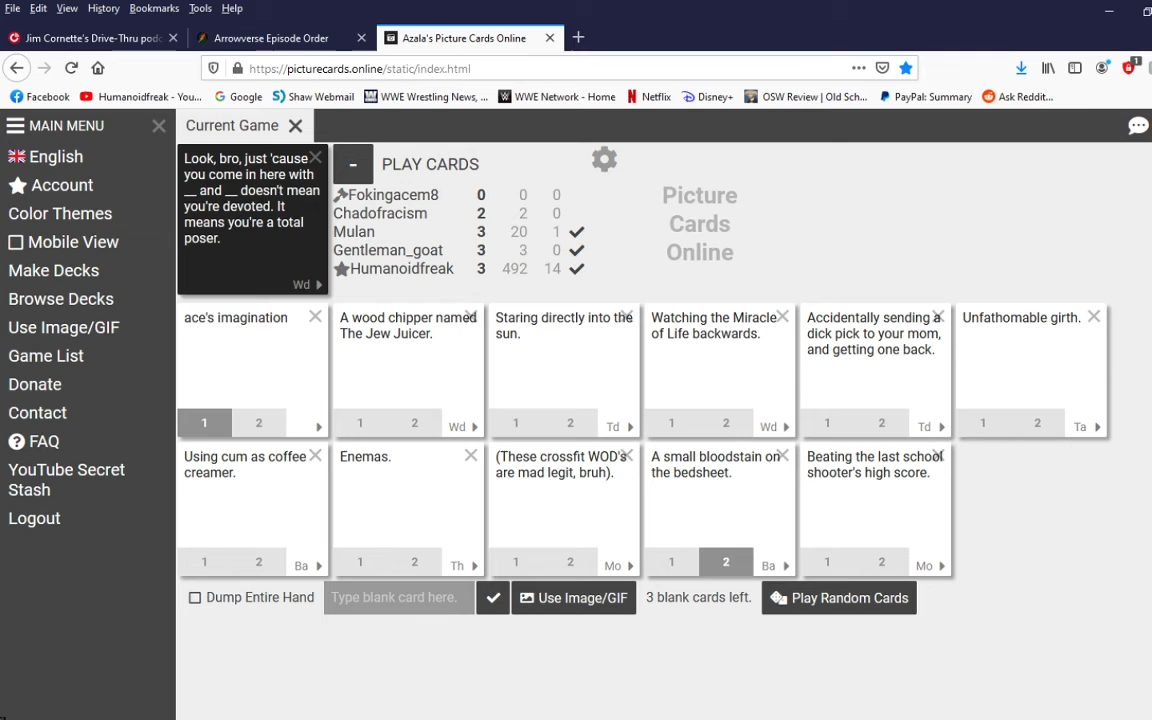 File Edit View History Bookmarks Tools Help
Jim Cornette's Drive-Thru pod
Arrowverse Episode Order
Azala's Picture Cards Online
https://picturecards.online/static/index.html
Facebook
Humanoidfreak - You...
Google
Shaw Webmail
WWE Wrestling News, ...
WWE Network - Home
Netflix
Disney+
OSW Review | Old Sch...
PayPal: Summary
Ask Reddit...
1
MAIN MENU
English
Account
Color Themes
Mobile View
Make Decks
Browse Decks
Use Image/GIF
Game List
Donate
Contact
FAQ
YouTube Secret
Stash
Logout
Current Game
Look, bro, just 'cause
you come in here with
__ and __ doesn't mean
you're devoted. It
means you're a total
poser.
Wd
- PLAY CARDS
Fokingacem8 0 0 0
Chadofracism 2 2 0
Mulan 3 20 1
Gentleman_goat 3 3 0
Humanoidfreak 3 492 14
Picture
Cards
Online
ace's imagination
1 2
A wood chipper named
The Jew Juicer.
1 2 Wd
Staring directly into the
sun.
1 2 Td
Watching the Miracle
of Life backwards.
1 2 Wd
Accidentally sending a
dick pick to your mom,
and getting one back.
1 2 Td
Unfathomable girth.
1 2 Ta
Using cum as coffee
creamer.
1 2 Ba
Enemas.
1 2 Th
(These crossfit WOD's
are mad legit, bruh).
1 2 Mo
A small bloodstain on
the bedsheet.
1 2 Ba
Beating the last school
shooter's high score.
1 2 Mo
Dump Entire Hand
Type blank card here.
Use Image/GIF
3 blank cards left.
Play Random Cards